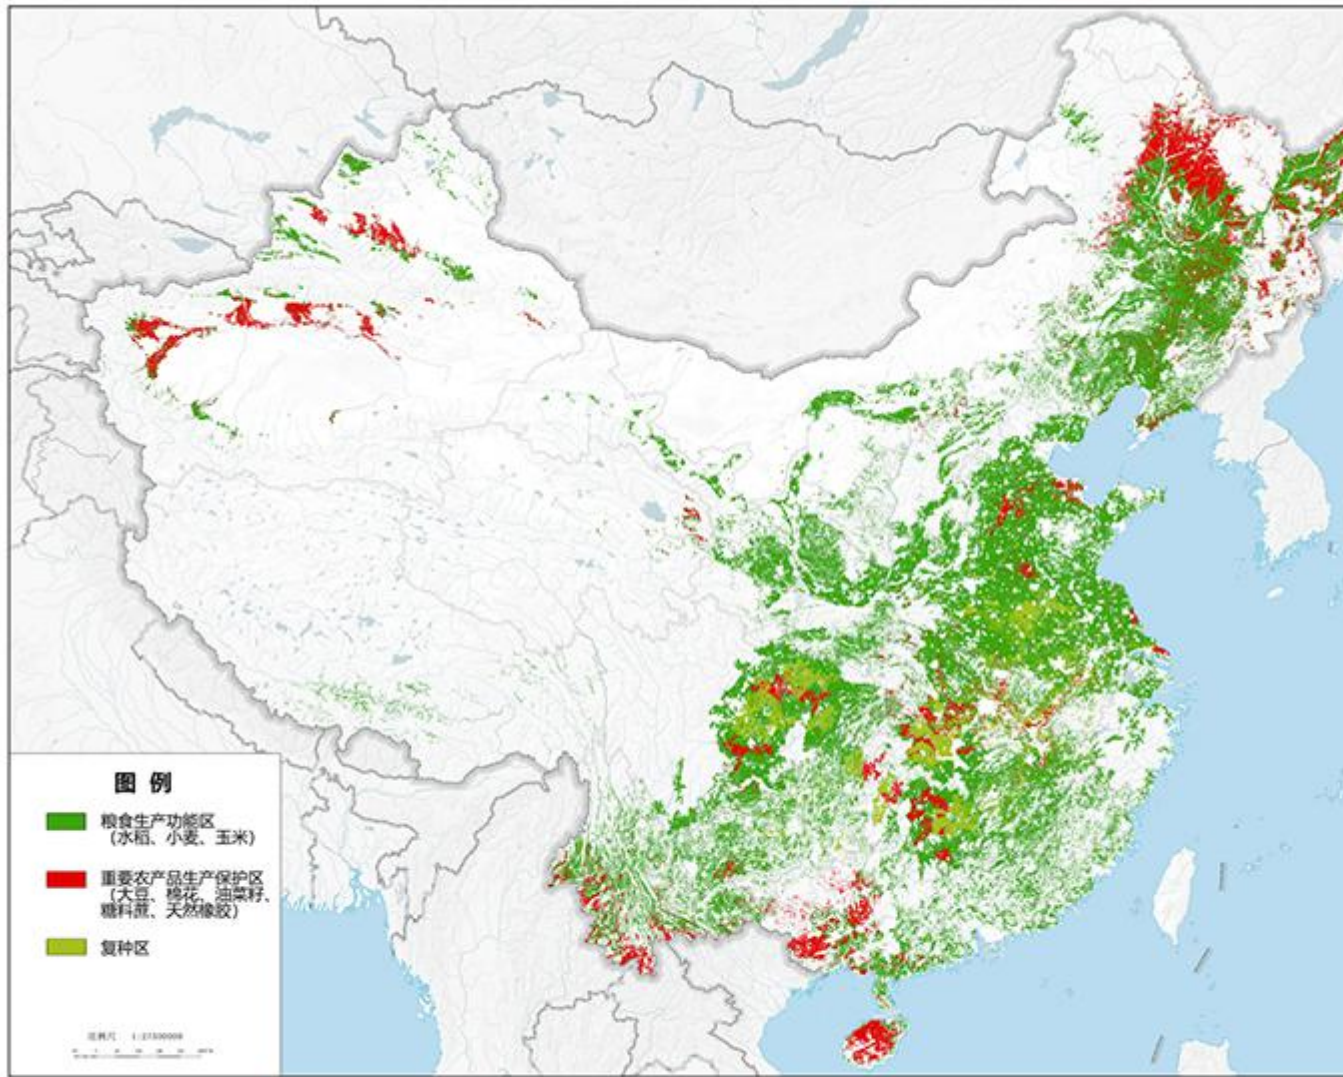 图例
粮食生产功能区
（水稻、小麦、玉米）
重要农产品生产保护区
（大豆、棉花、油菜籽、
糖料蔗、天然橡胶）
复种区